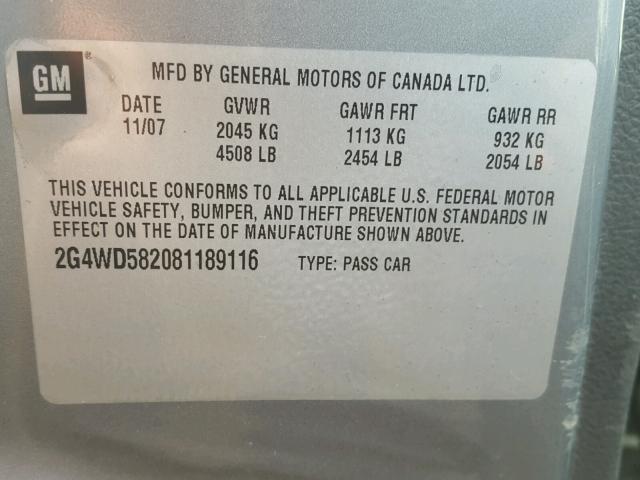 GM ®
MFD BY GENERAL MOTORS OF CANADA LTD.
DATE GVWR GAWR FRT GAWR RR
11/07 2045 KG 1113 KG 932 KG
4508 LB 2454 LB 2054 LB
THIS VEHICLE CONFORMS TO ALL APPLICABLE U.S. FEDERAL MOTOR
VEHICLE SAFETY, BUMPER, AND THEFT PREVENTION STANDARDS IN
EFFECT ON THE DATE OF MANUFACTURE SHOWN ABOVE.
2G4WD582081189116 TYPE: PASS CAR